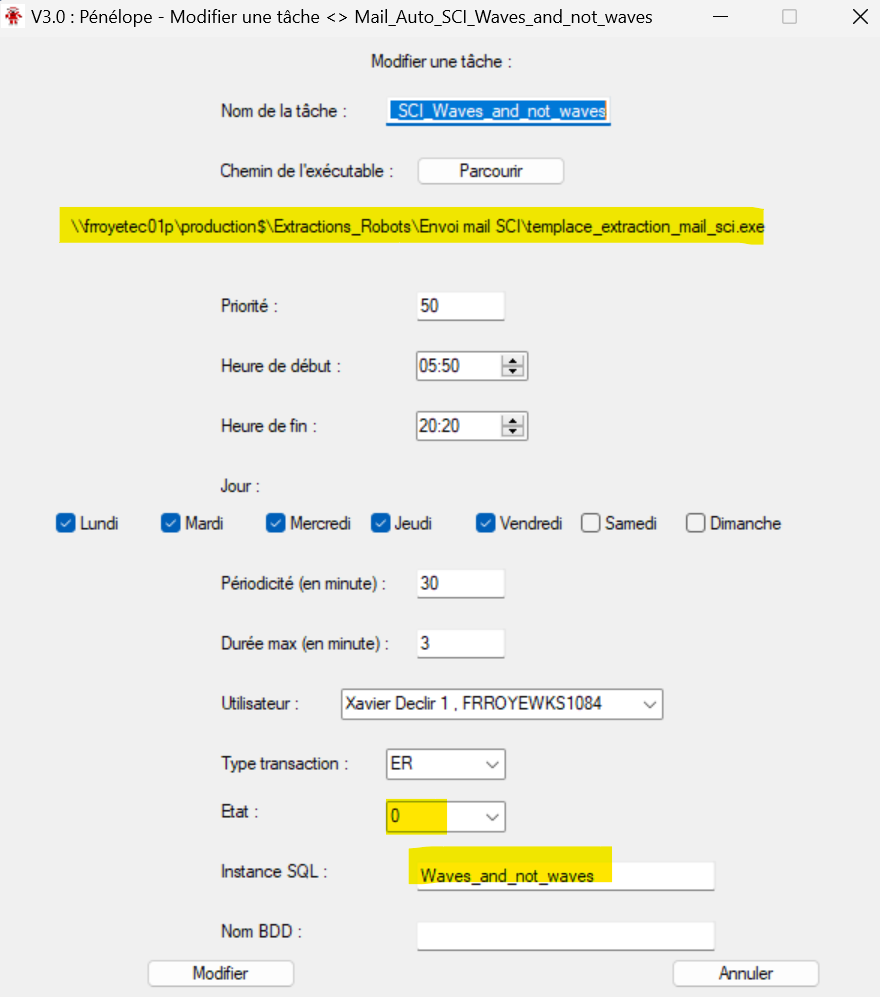 V3.0 : Pénélope - Modifier une tâche <> Mail_Auto_SCI_Waves_and_not_waves
Modifier une tâche :
Nom de la tâche : _SCI_Waves_and_not_waves
Chemin de l'exécutable : Parcourir
\\frroyetec01p\production$\Extractions_Robots\Envoi mail SCI\templace_extraction_mail_sci.exe
Priorité : 50
Heure de début : 05:50
Heure de fin : 20:20
Jour :
Lundi Mardi Mercredi Jeudi Vendredi Samedi Dimanche
Périodicité (en minute) : 30
Durée max (en minute) : 3
Utilisateur : Xavier Declir 1 , FRROYEWKS1084
Type transaction : ER
Etat : 0
Instance SQL : Waves_and_not_waves
Nom BDD :
Modifier Annuler